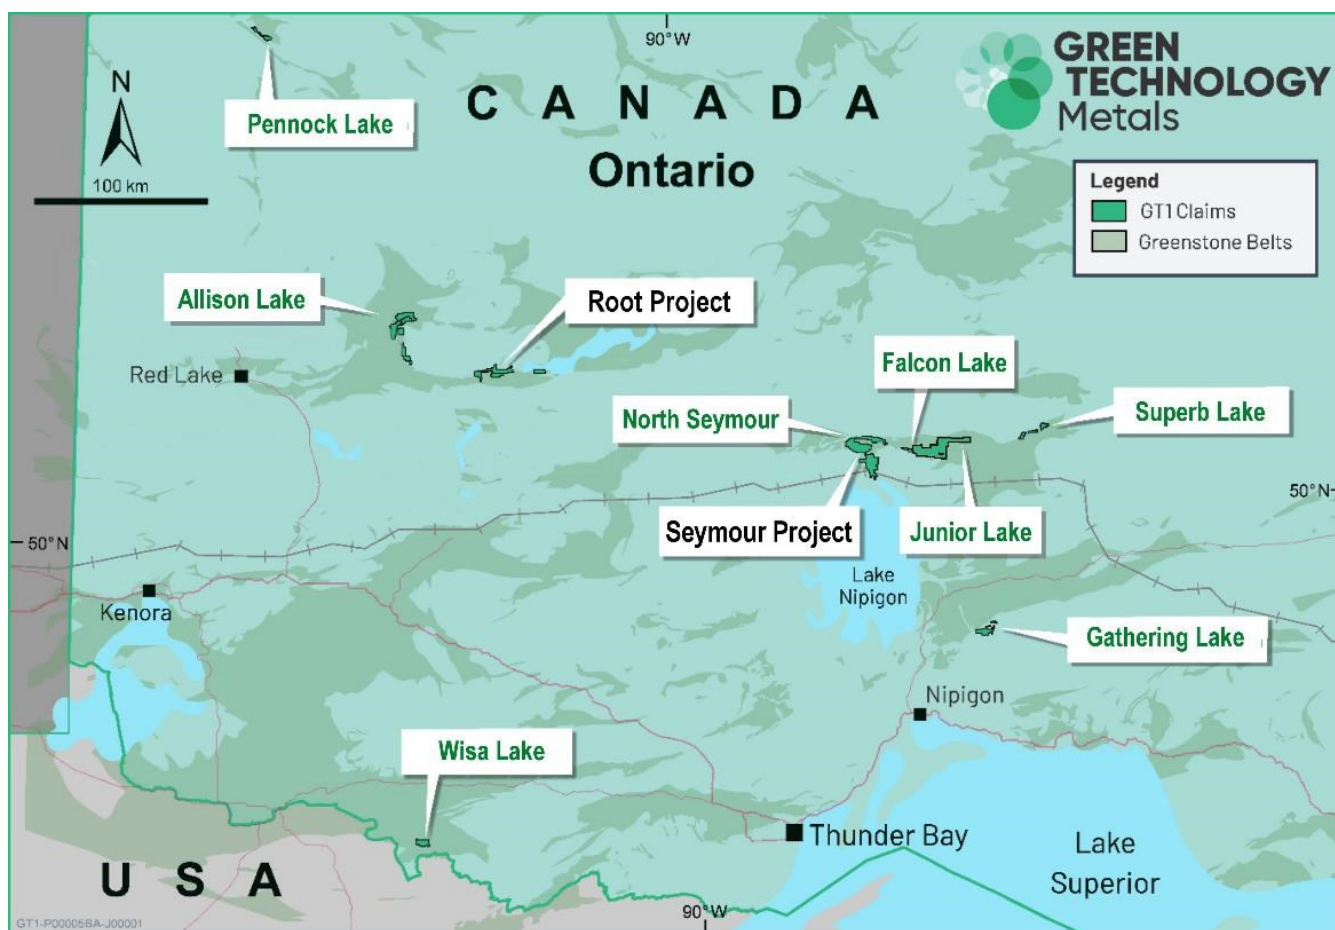 90°W
GREEN
TECHNOLOGY
Metals
N
100 km
Pennock Lake
CANADA
Ontario
Legend
GT1 Claims
Greenstone Belts
Allison Lake
Root Project
Red Lake
Falcon Lake
North Seymour
Superb Lake
Seymour Project
Junior Lake
50°N
50°N
Lake
Nipigon
Kenora
Gathering Lake
Nipigon
Wisa Lake
Thunder Bay
Lake
Superior
USA
90°W
GT1-P00005BA-J00001